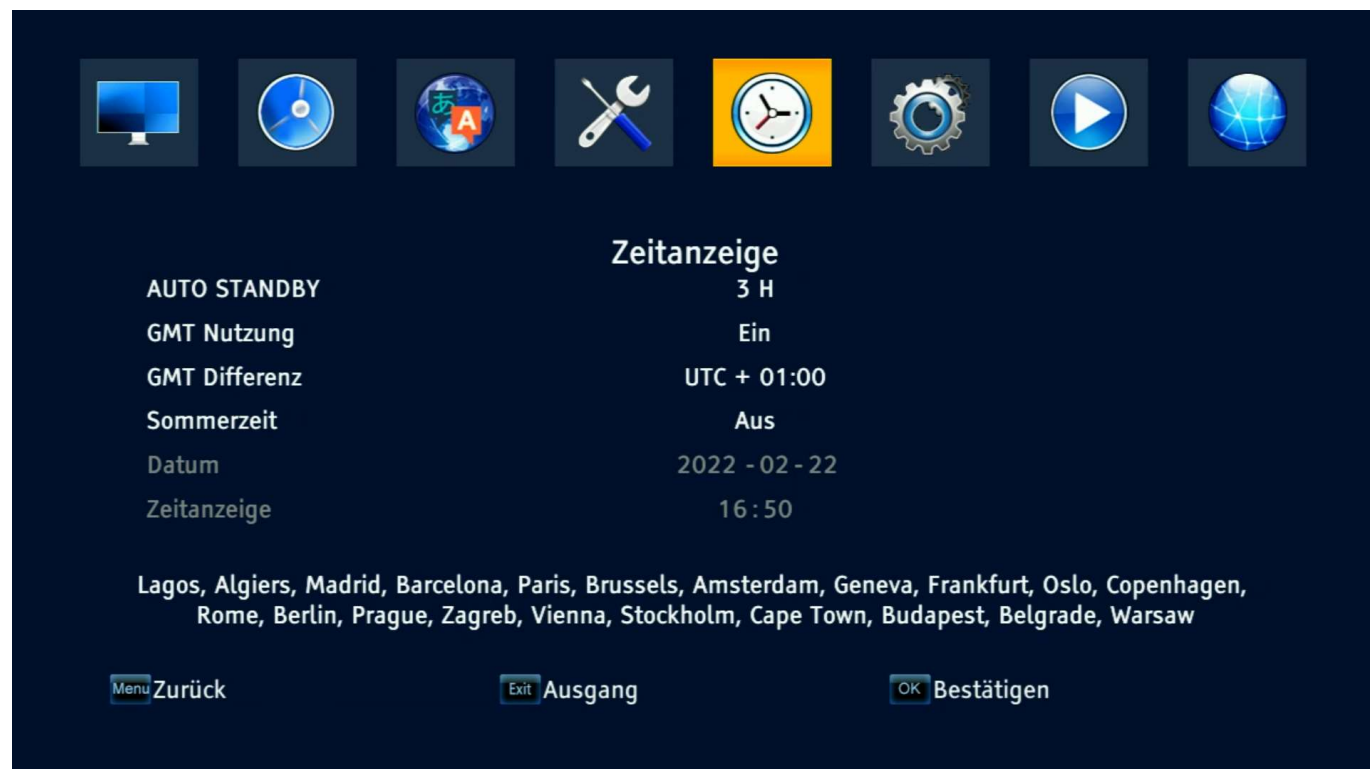 あ
A
Zeitanzeige
AUTO STANDBY 3 H
GMT Nutzung Ein
GMT Differenz UTC + 01:00
Sommerzeit Aus
Datum 2022 - 02 - 22
Zeitanzeige 16 : 50
Lagos, Algiers, Madrid, Barcelona, Paris, Brussels, Amsterdam, Geneva, Frankfurt, Oslo, Copenhagen,
Rome, Berlin, Prague, Zagreb, Vienna, Stockholm, Cape Town, Budapest, Belgrade, Warsaw
Menu Zurück Exit Ausgang OK Bestätigen